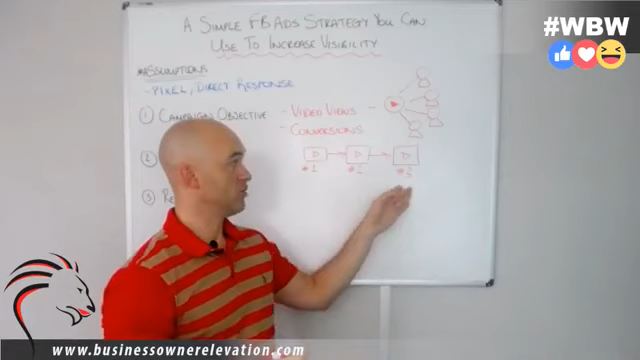 #WBW
A SIMPLE FB ADS STRATEGY YOU CAN
USE TO INCREASE VISIBILITY
*ASSUMPTIONS
- PIXEL, DIRECT RESPONSE
① CAMPAIGN OBJECTIVE - VIDEO VIEWS
- CONVERSIONS
#1 #2 #3
②
③ RE
www.businessownerelevation.com